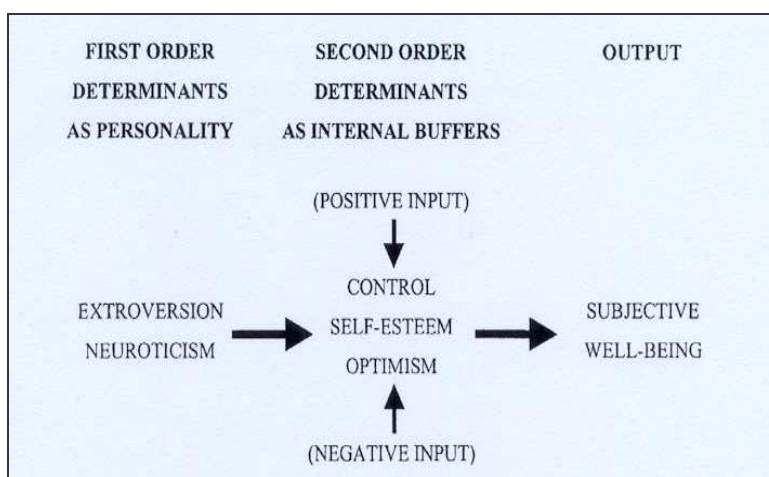 FIRST ORDER
DETERMINANTS
AS PERSONALITY
SECOND ORDER
DETERMINANTS
AS INTERNAL BUFFERS
OUTPUT
(POSITIVE INPUT)
EXTROVERSION
NEUROTICISM
CONTROL
SELF-ESTEEM
OPTIMISM
SUBJECTIVE
WELL-BEING
(NEGATIVE INPUT)